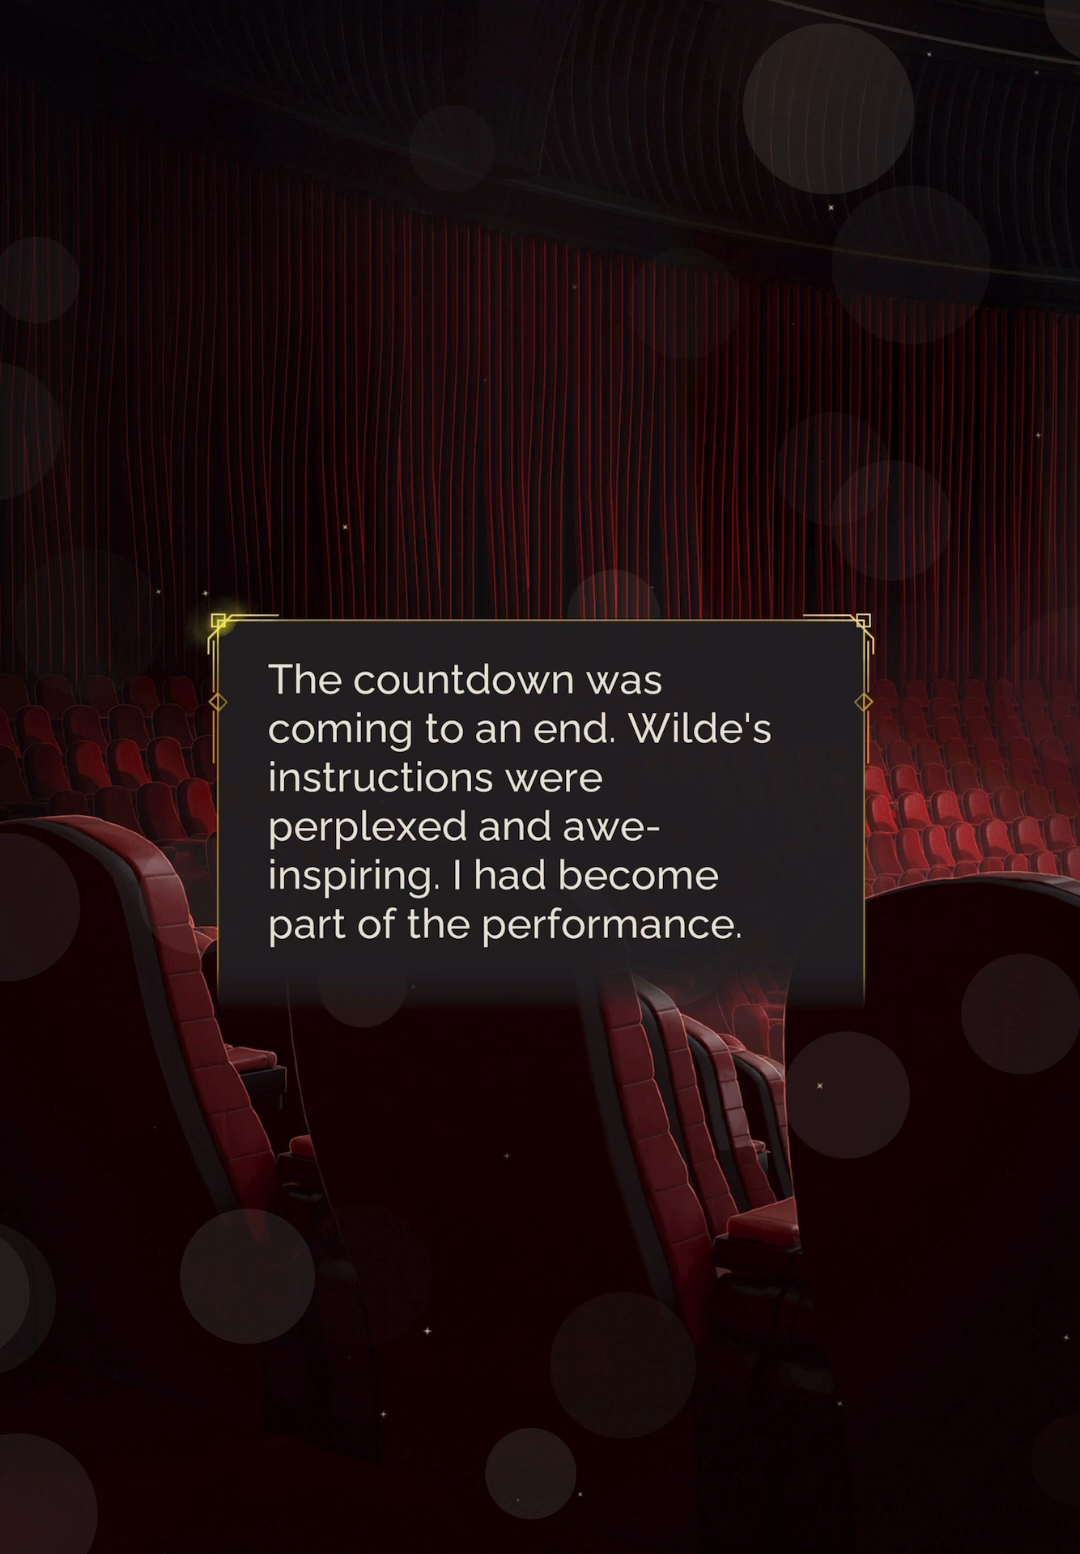 The countdown was
coming to an end. Wilde's
instructions were
perplexed and awe-
inspiring. I had become
part of the performance.